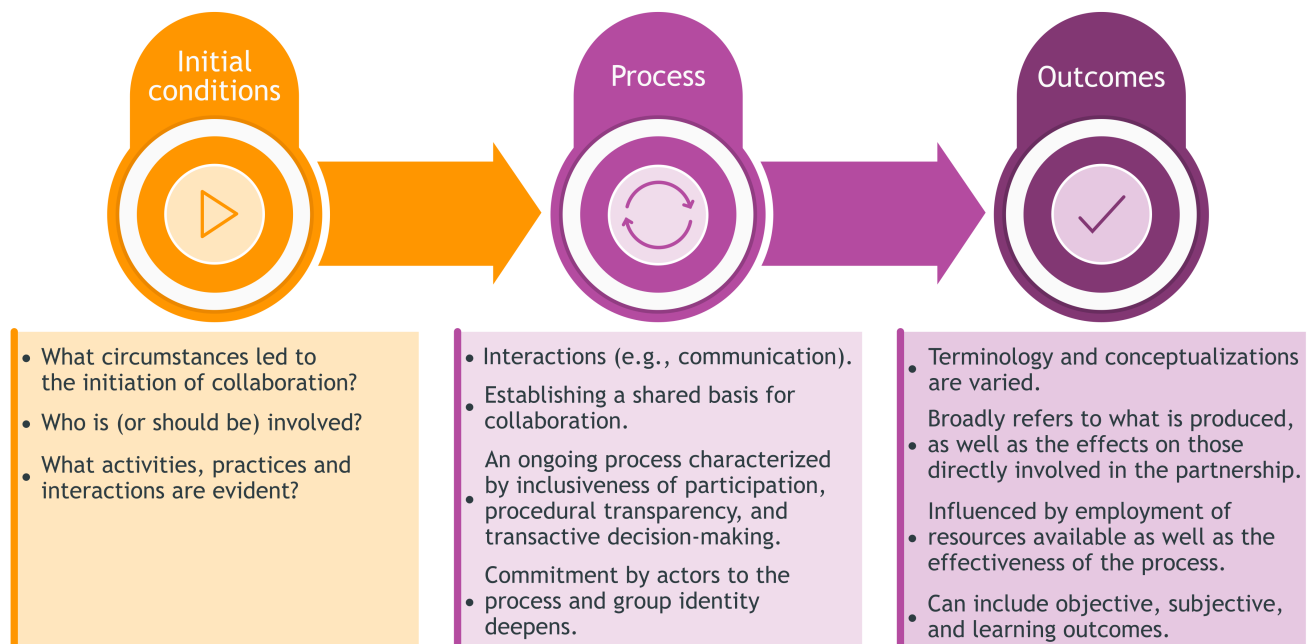 Initial
conditions
Process
Outcomes
• What circumstances led to
the initiation of collaboration?
• Who is (or should be) involved?
• What activities, practices and
interactions are evident?
• Interactions (e.g., communication).
• Establishing a shared basis for
collaboration.
• An ongoing process characterized
by inclusiveness of participation,
procedural transparency, and
transactive decision-making.
• Commitment by actors to the
process and group identity
deepens.
• Terminology and conceptualizations
are varied.
• Broadly refers to what is produced,
as well as the effects on those
directly involved in the partnership.
• Influenced by employment of
resources available as well as the
effectiveness of the process.
• Can include objective, subjective,
and learning outcomes.